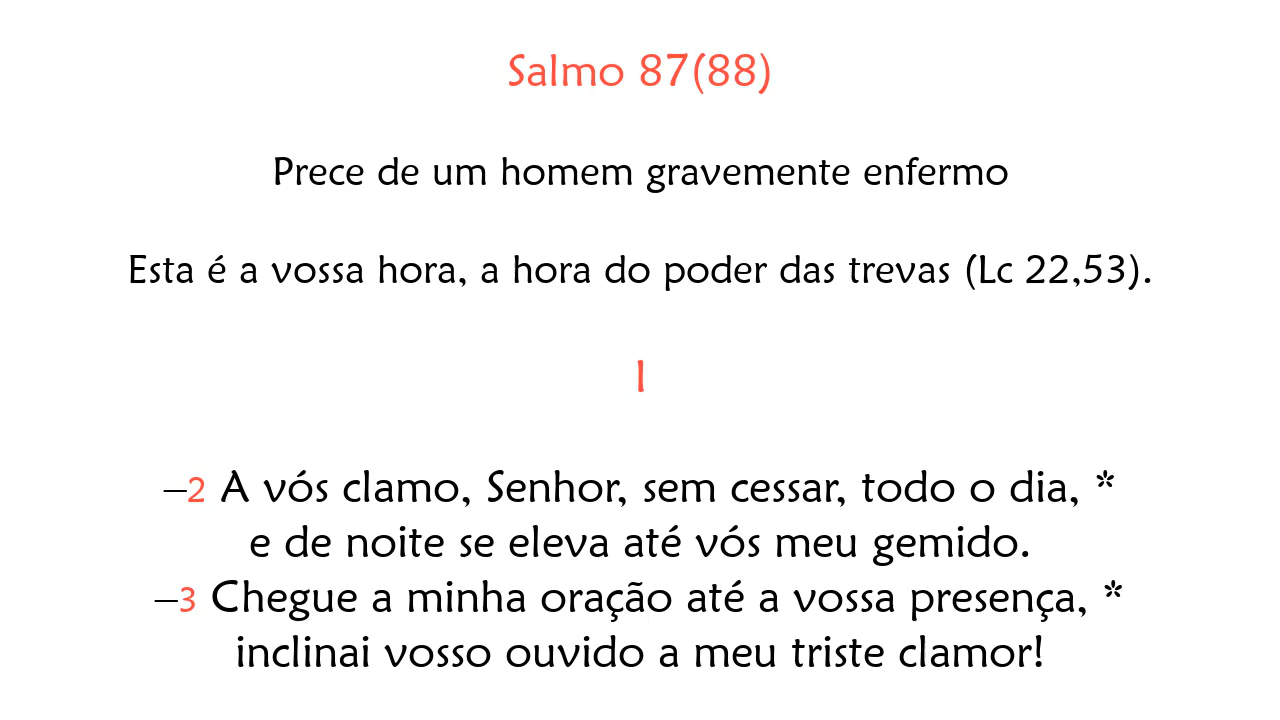 Salmo 87(88)
Prece de um homem gravemente enfermo
Esta é a vossa hora, a hora do poder das trevas (Lc 22,53).
I
–2 A vós clamo, Senhor, sem cessar, todo o dia, *
e de noite se eleva até vós meu gemido.
–3 Chegue a minha oração até a vossa presença, *
inclinai vosso ouvido a meu triste clamor!